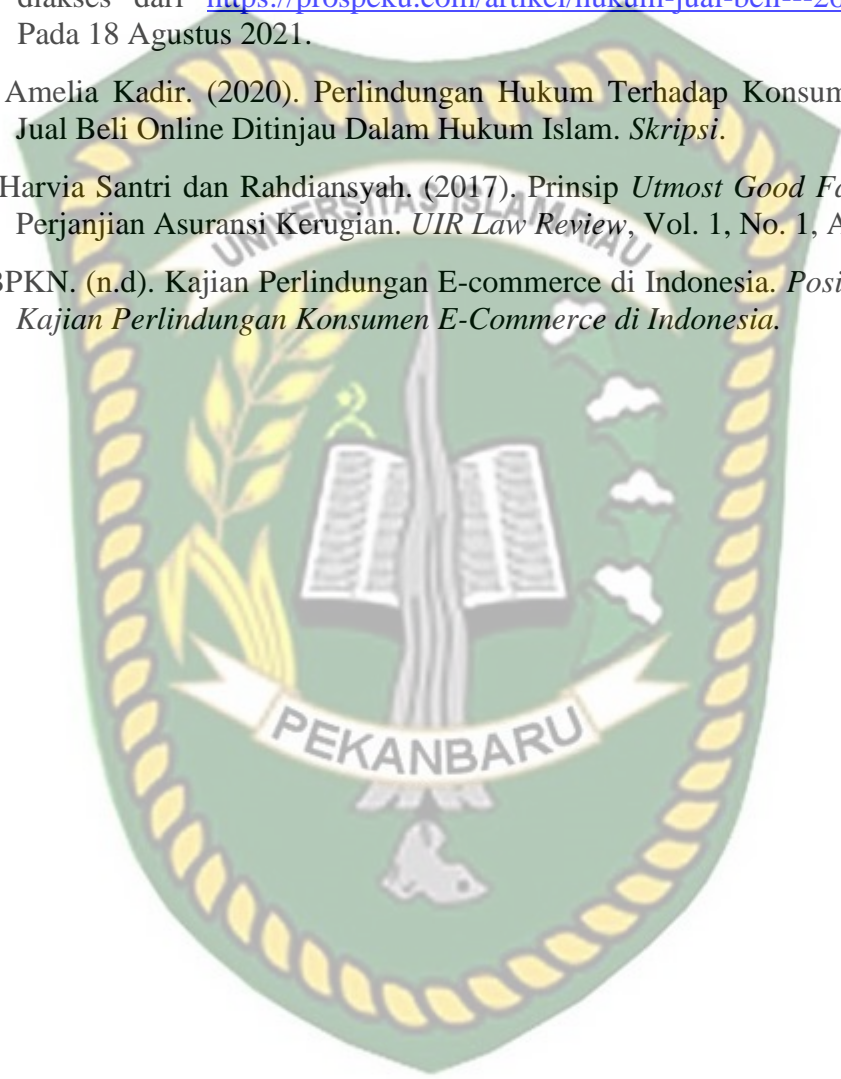 diakses dari https://prospeku.com/artikel/hukum-jual-beli---20
Pada 18 Agustus 2021.
Amelia Kadir. (2020). Perlindungan Hukum Terhadap
Jual Beli Online Ditinjau Dalam Hukum Islam. Skripsi.
Harvia Santri dan Rahdiansyah. (2017). Prinsip Utmost Good
Perjanjian Asuransi Kerugian. UIR Law Review, Vol. 1, No. 1,
BPKN. (n.d). Kajian Perlindungan E-commerce di Indonesia.
Kajian Perlindungan Konsumen E-Commerce di Indonesia.
UNIVERSITAS ISLAM RIAU
PEKANBARU